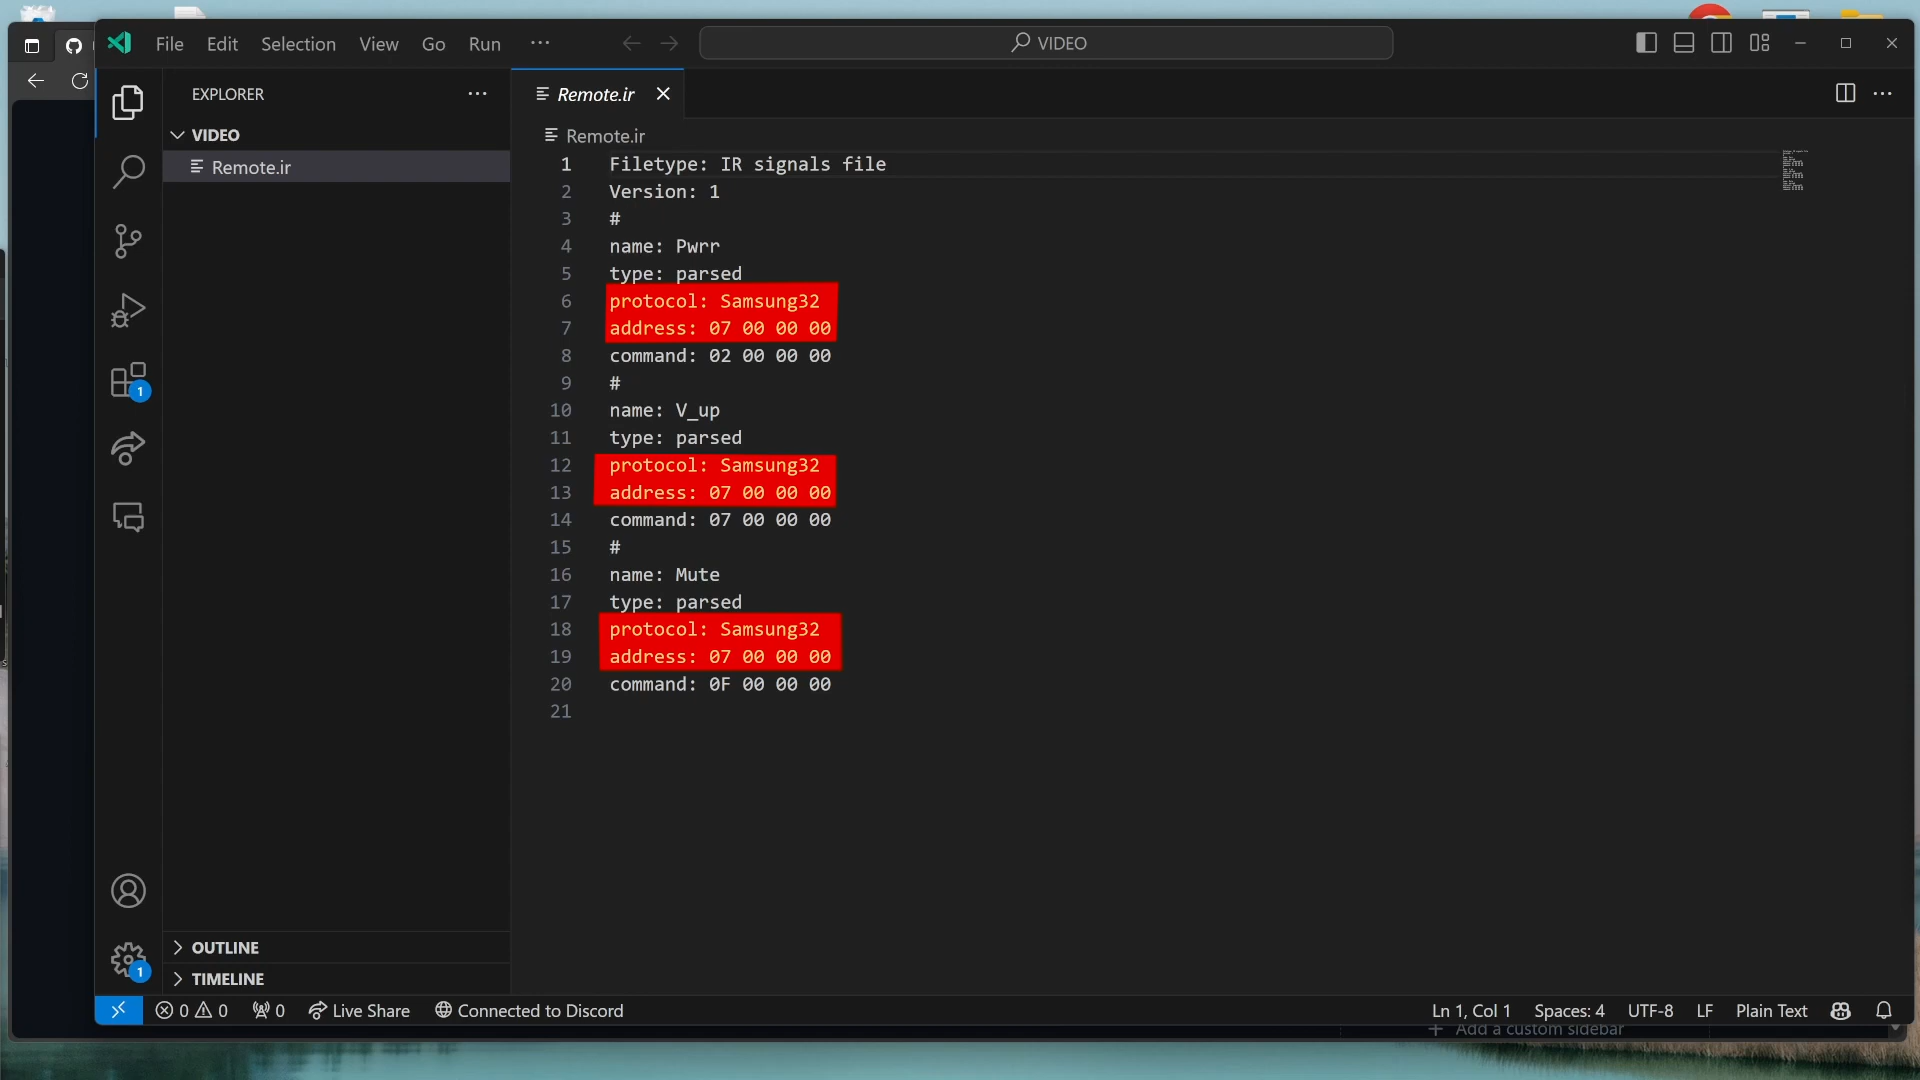 File Edit Selection View Go Run ···
VIDEO
EXPLORER
Remote.ir
VIDEO
Remote.ir
Remote.ir
1 Filetype: IR signals file
2 Version: 1
3 #
4 name: Pwrr
5 type: parsed
6 protocol: Samsung32
7 address: 07 00 00 00
8 command: 02 00 00 00
9 #
10 name: V_up
11 type: parsed
12 protocol: Samsung32
13 address: 07 00 00 00
14 command: 07 00 00 00
15 #
16 name: Mute
17 type: parsed
18 protocol: Samsung32
19 address: 07 00 00 00
20 command: 0F 00 00 00
21
1
1
OUTLINE
TIMELINE
0 0 0 Live Share Connected to Discord Ln 1, Col 1 Spaces: 4 UTF-8 LF Plain Text
+ Add a custom sidebar